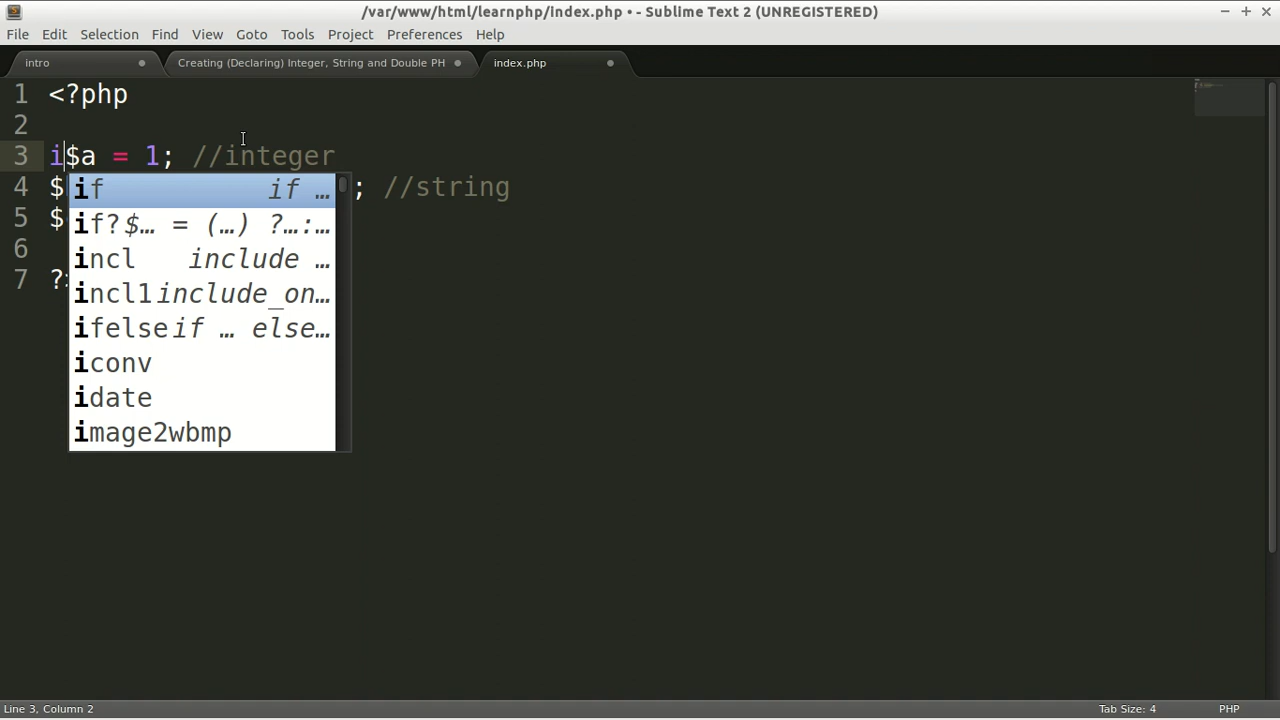 /var/www/html/learnphp/index.php • - Sublime Text 2 (UNREGISTERED)
File Edit Selection Find View Goto Tools Project Preferences Help
intro Creating (Declaring) Integer, String and Double PH index.php
1 <?php
2
3 i$a = 1; //integer
4 $ ; //string
5 $
6
7 ?
if if …
if?$… = (…) ?…:…
incl include …
incl1 include_on…
ifelse if … else…
iconv
idate
image2wbmp
Line 3, Column 2 Tab Size: 4 PHP